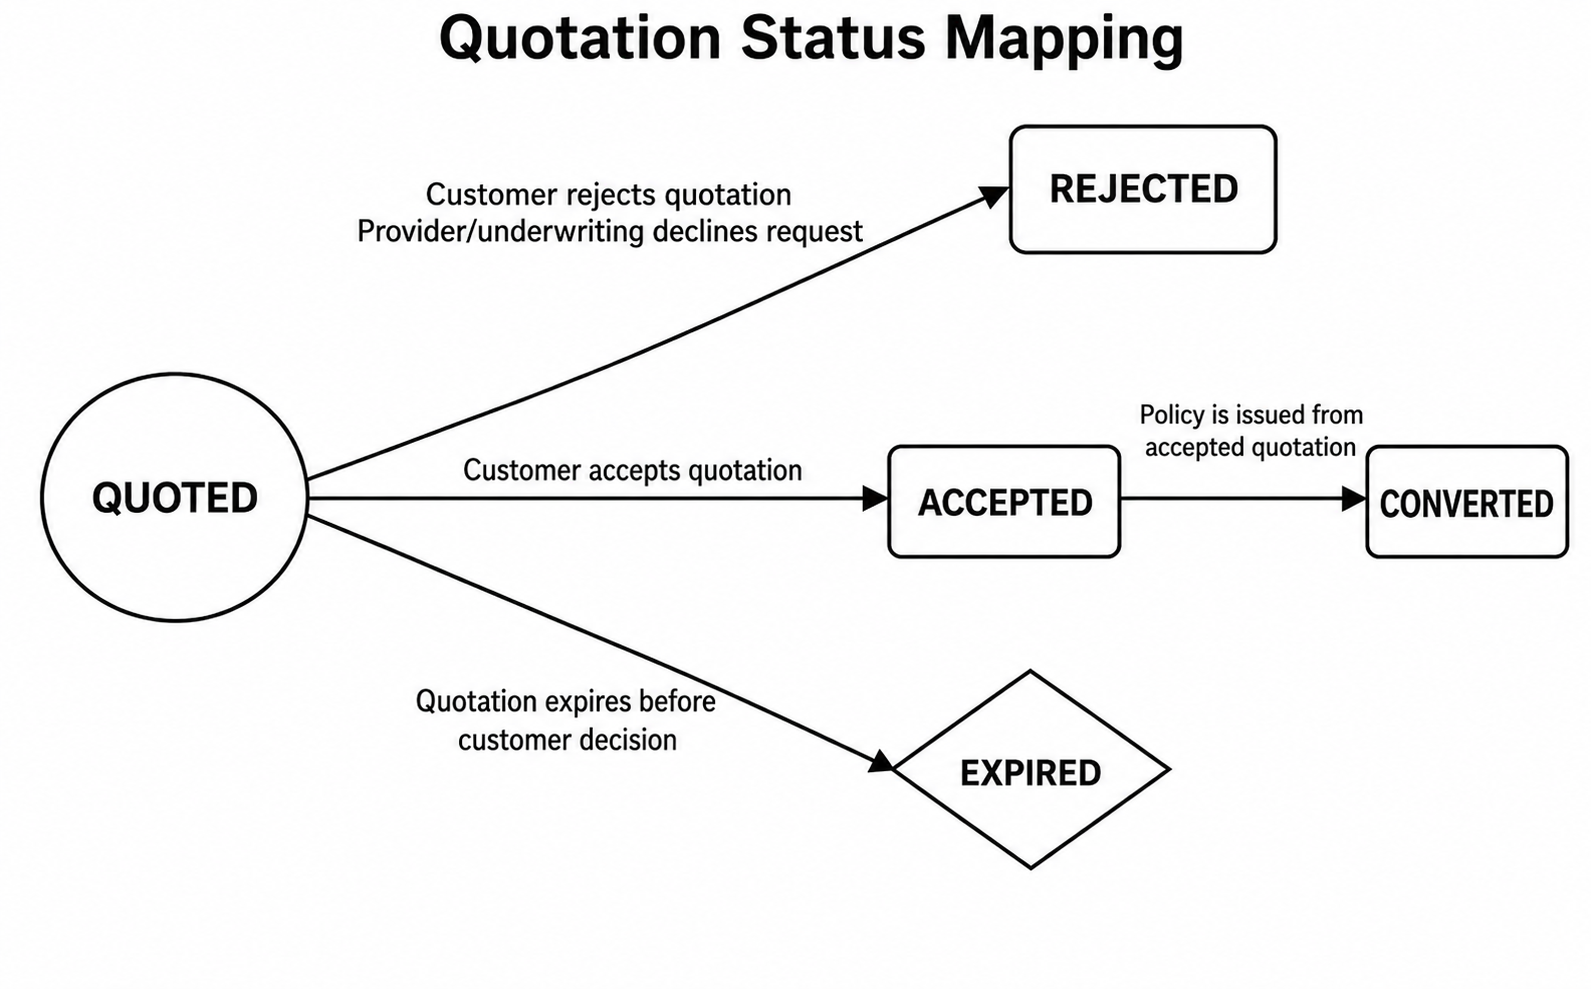 Quotation Status Mapping
REJECTED
Customer rejects quotation
Provider/underwriting declines request
QUOTED
Customer accepts quotation
ACCEPTED
Policy is issued from
accepted quotation
CONVERTED
Quotation expires before
customer decision
EXPIRED